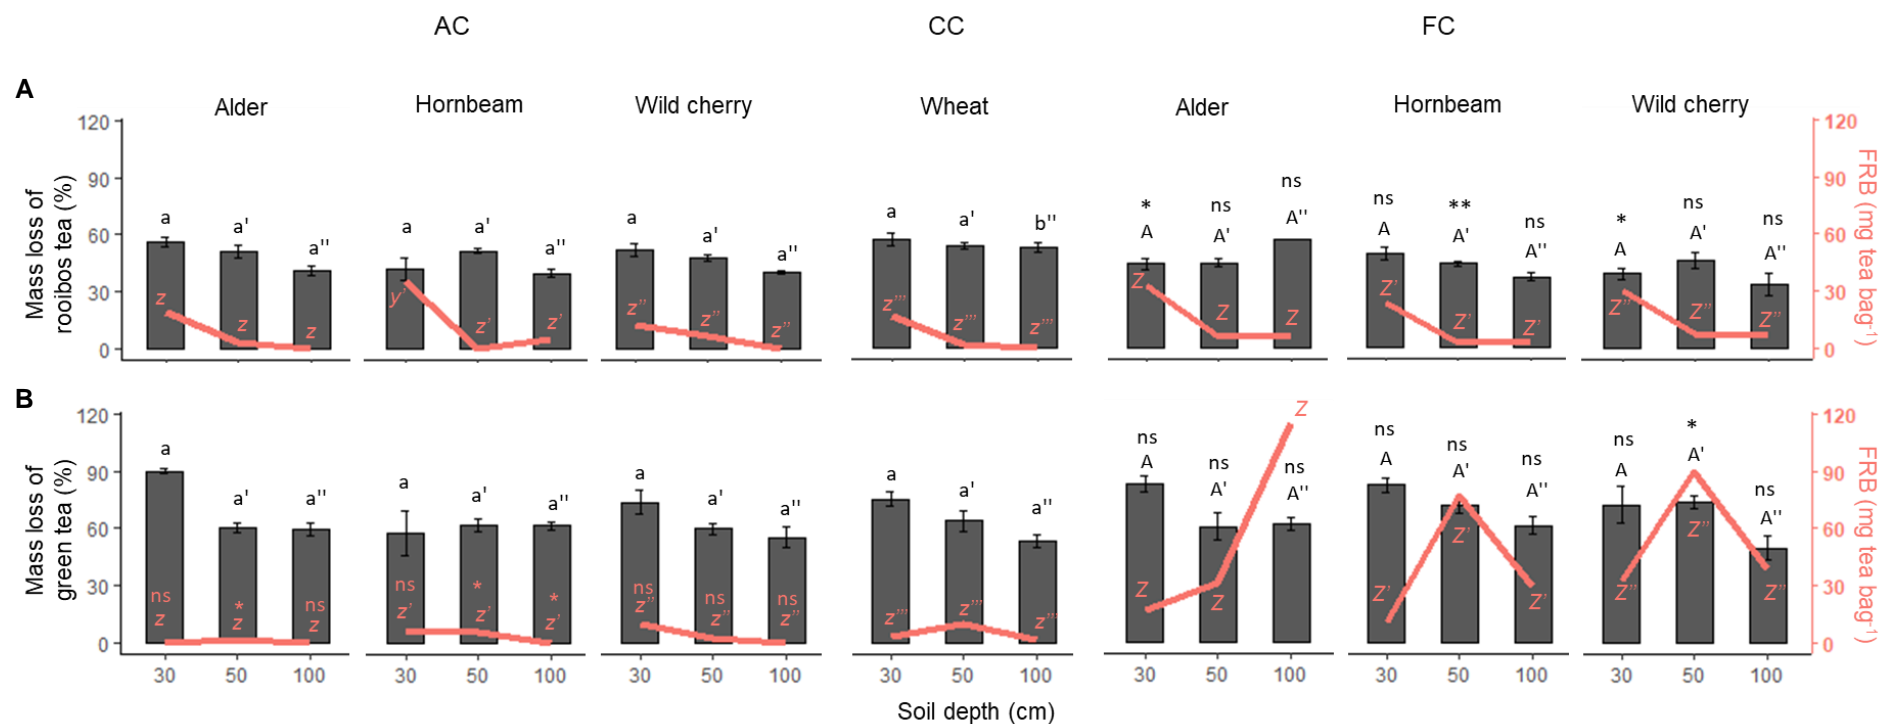 AC CC FC
A
Alder Hornbeam Wild cherry Wheat Alder Hornbeam Wild cherry
Mass loss of
rooibos tea (%)
120
90
60
30
0
a a' a''
z z z
a a' a''
y' z' z'
a a' a''
z'' z'' z''
a a' b''
z''' z''' z'''
* ns ns
A A' A''
Z Z Z
ns ** ns
A A' A''
Z' Z' Z'
* ns ns
A A' A''
Z'' Z'' Z''
120
90
60
30
0
FRB (mg tea bag-1)
B
Mass loss of
green tea (%)
120
90
60
30
0
a a' a''
ns * ns
z z z
a a' a''
ns * *
z' z' z'
a a' a''
ns ns ns
z'' z'' z''
a a' a''
z''' z''' z'''
ns ns ns
A A' A''
Z Z Z
ns ns ns
A A' A''
Z' Z' Z'
ns * ns
A A' A''
Z'' Z'' Z''
120
90
60
30
0
FRB (mg tea bag-1)
30 50 100 30 50 100 30 50 100 30 50 100 30 50 100 30 50 100 30 50 100
Soil depth (cm)